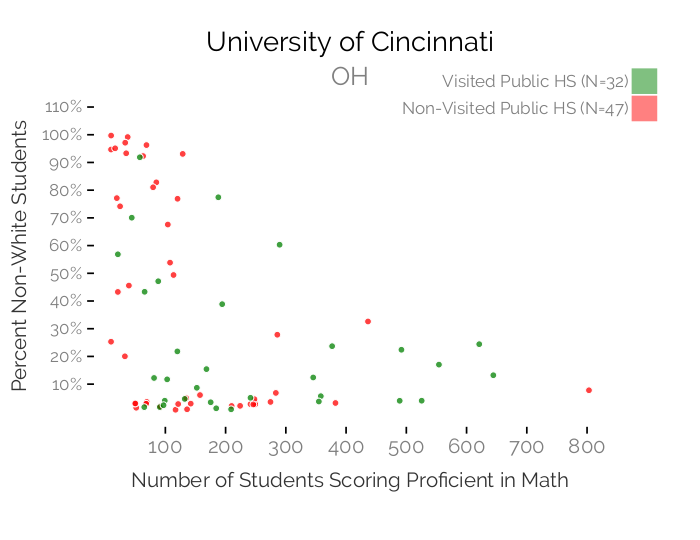 University of Cincinnati
OH
Visited Public HS (N=32)
Non-Visited Public HS (N=47)
Percent Non-White Students
110%
100%
90%
80%
70%
60%
50%
40%
30%
20%
10%
100 200 300 400 500 600 700 800
Number of Students Scoring Proficient in Math